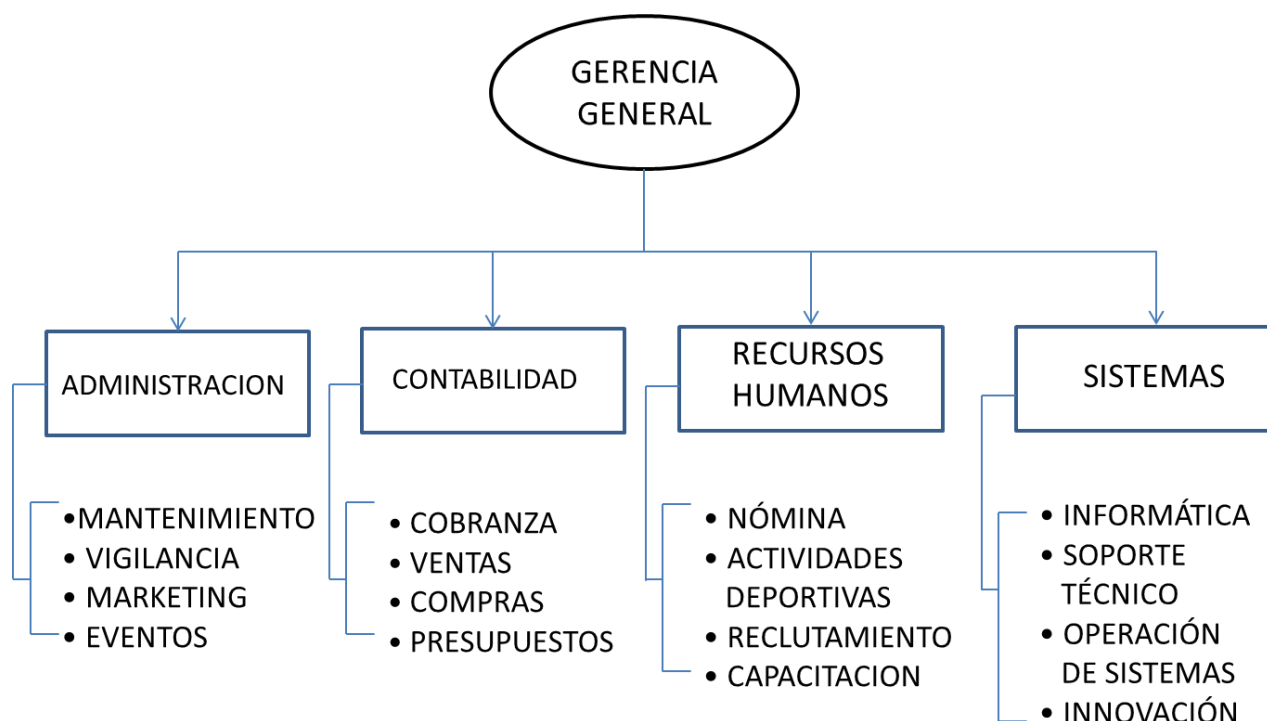 GERENCIA
GENERAL
ADMINISTRACION
CONTABILIDAD
RECURSOS
HUMANOS
SISTEMAS
•MANTENIMIENTO
• VIGILANCIA
• MARKETING
• EVENTOS
• COBRANZA
• VENTAS
• COMPRAS
• PRESUPUESTOS
• NÓMINA
• ACTIVIDADES
DEPORTIVAS
• RECLUTAMIENTO
• CAPACITACION
• INFORMÁTICA
• SOPORTE
TÉCNICO
• OPERACIÓN
DE SISTEMAS
• INNOVACIÓN